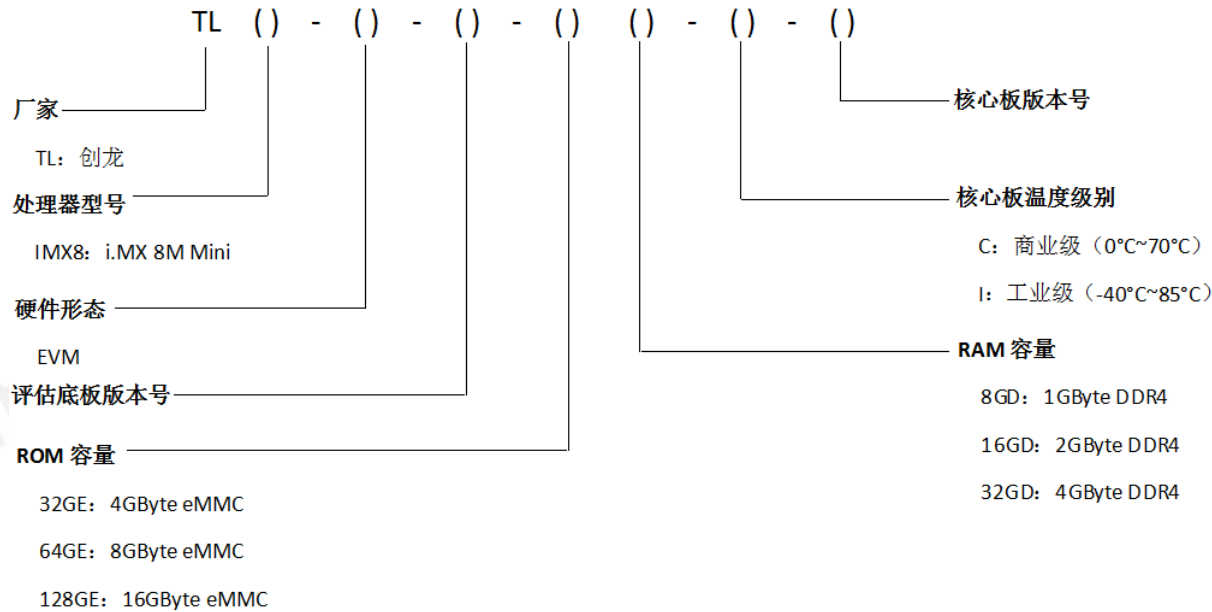 TL () - () - () - () () - () - ()
厂家
TL：创龙
处理器型号
IMX8：i.MX 8M Mini
硬件形态
EVM
评估底板版本号
ROM 容量
32GE：4GByte eMMC
64GE：8GByte eMMC
128GE：16GByte eMMC
核心板版本号
核心板温度级别
C：商业级（0°C~70°C）
I：工业级（-40°C~85°C）
RAM 容量
8GD：1GByte DDR4
16GD：2GByte DDR4
32GD：4GByte DDR4